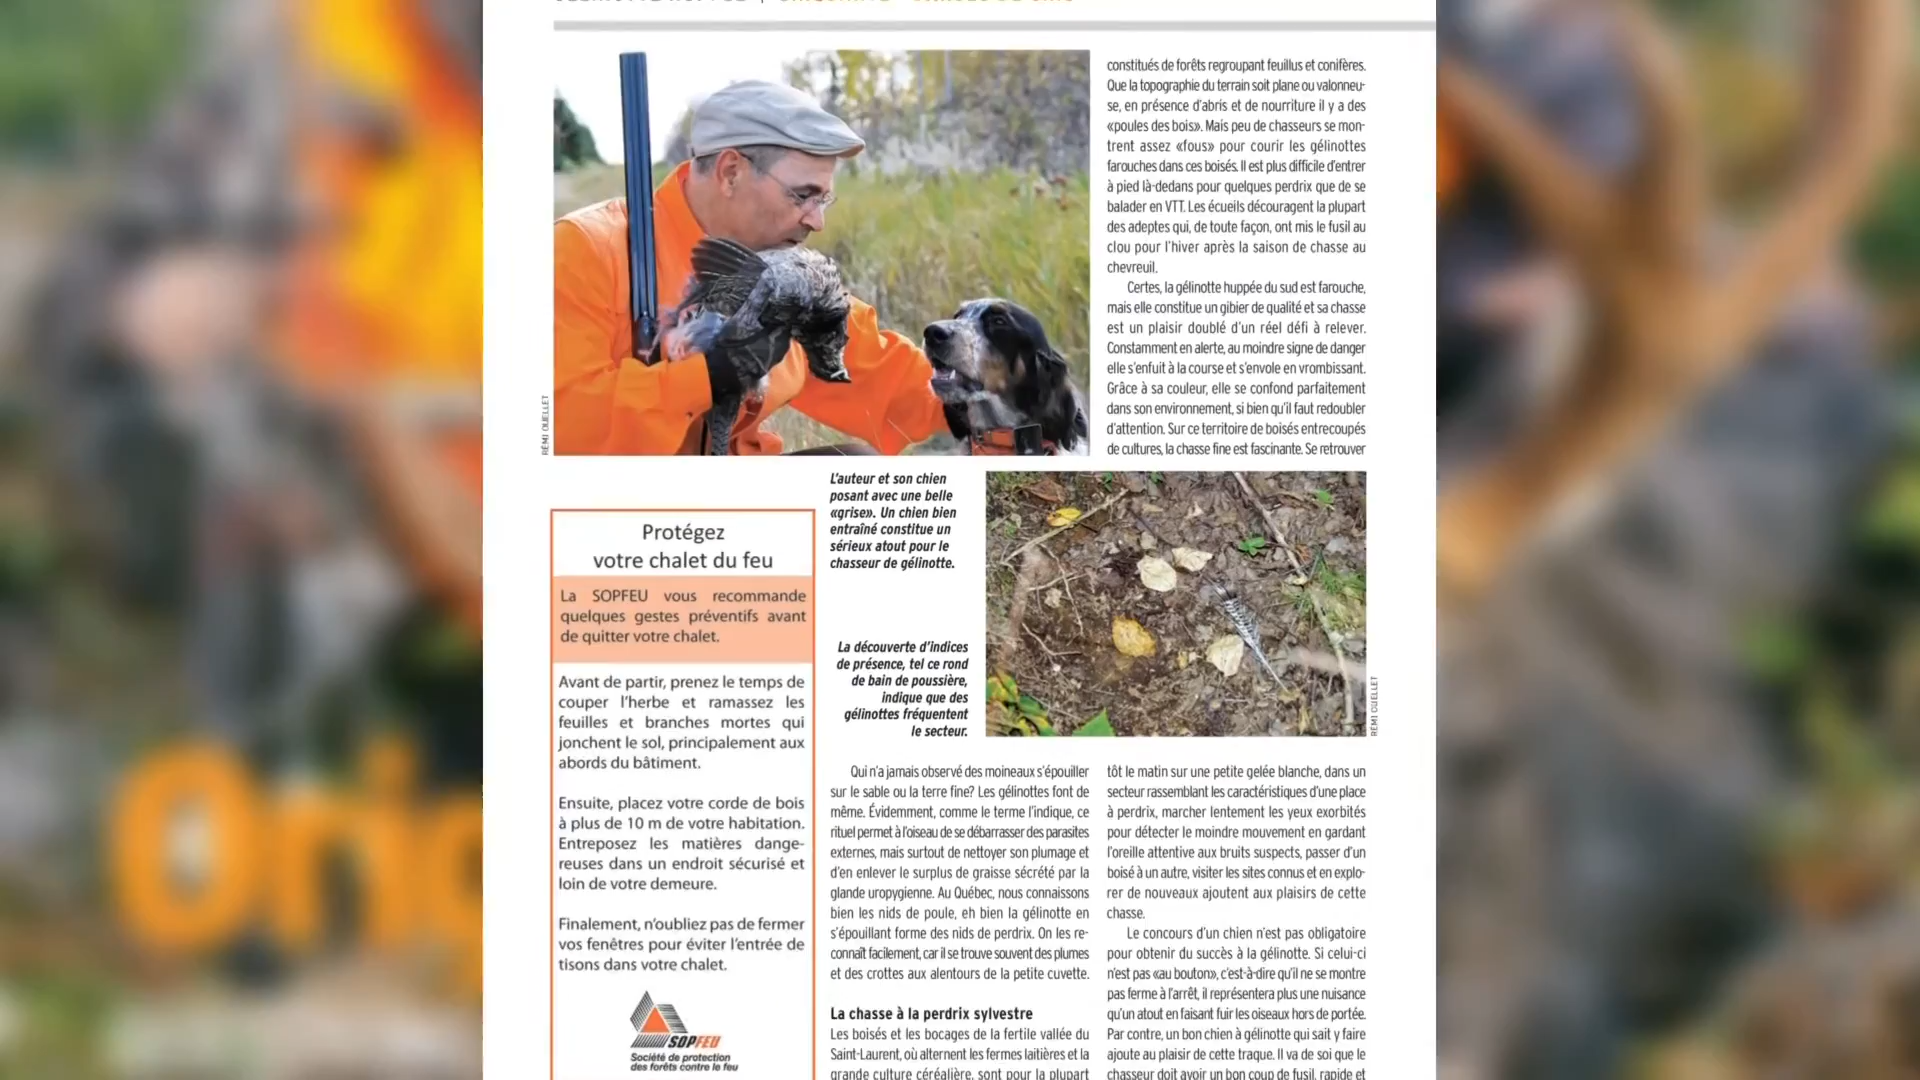 constitués de forêts regroupant feuillus et conifères.
Que la topographie du terrain soit plane ou valonneu-
se, en présence d'abris et de nourriture il y a des
«poules des bois». Mais peu de chasseurs se mon-
trent assez «fous» pour courir les gélinottes
farouches dans ces boisés. Il est plus difficile d'entrer
à pied là-dedans pour quelques perdrix que de se
balader en VTT. Les écueils découragent la plupart
des adeptes qui, de toute façon, ont mis le fusil au
clou pour l'hiver après la saison de chasse au
chevreuil.
Certes, la gélinotte huppée du sud est farouche,
mais elle constitue un gibier de qualité et sa chasse
est un plaisir doublé d'un réel défi à relever.
Constamment en alerte, au moindre signe de danger
elle s'enfuit à la course et s'envole en vrombissant.
Grâce à sa couleur, elle se confond parfaitement
dans son environnement, si bien qu'il faut redoubler
d'attention. Sur ce territoire de boisés entrecoupés
de cultures, la chasse fine est fascinante. Se retrouver
RÉMI OUELLET
L'auteur et son chien
posant avec une belle
«grise». Un chien bien
entraîné constitue un
sérieux atout pour le
chasseur de gélinotte.
La découverte d'indices
de présence, tel ce rond
de bain de poussière,
indique que des
gélinottes fréquentent
le secteur.
RÉMI OUELLET
Protégez
votre chalet du feu
La SOPFEU vous recommande
quelques gestes préventifs avant
de quitter votre chalet.
Avant de partir, prenez le temps de
couper l'herbe et ramassez les
feuilles et branches mortes qui
jonchent le sol, principalement aux
abords du bâtiment.
Ensuite, placez votre corde de bois
à plus de 10 m de votre habitation.
Entreposez les matières dange-
reuses dans un endroit sécurisé et
loin de votre demeure.
Finalement, n'oubliez pas de fermer
vos fenêtres pour éviter l'entrée de
tisons dans votre chalet.
SOPFEU
Société de protection
des forêts contre le feu
Qui n'a jamais observé des moineaux s'épouiller
sur le sable ou la terre fine? Les gélinottes font de
même. Évidemment, comme le terme l'indique, ce
rituel permet à l'oiseau de se débarrasser des parasites
externes, mais surtout de nettoyer son plumage et
d'en enlever le surplus de graisse sécrété par la
glande uropygienne. Au Québec, nous connaissons
bien les nids de poule, eh bien la gélinotte en
s'épouillant forme des nids de perdrix. On les re-
connaît facilement, car il se trouve souvent des plumes
et des crottes aux alentours de la petite cuvette.
La chasse à la perdrix sylvestre
Les boisés et les bocages de la fertile vallée du
Saint-Laurent, où alternent les fermes laitières et la
grande culture céréalière, sont pour la plupart
tôt le matin sur une petite gelée blanche, dans un
secteur rassemblant les caractéristiques d'une place
à perdrix, marcher lentement les yeux exorbités
pour détecter le moindre mouvement en gardant
l'oreille attentive aux bruits suspects, passer d'un
boisé à un autre, visiter les sites connus et en explo-
rer de nouveaux ajoutent aux plaisirs de cette
chasse.
Le concours d'un chien n'est pas obligatoire
pour obtenir du succès à la gélinotte. Si celui-ci
n'est pas «au bouton», c'est-à-dire qu'il ne se montre
pas ferme à l'arrêt, il représentera plus une nuisance
qu'un atout en faisant fuir les oiseaux hors de portée.
Par contre, un bon chien à gélinotte qui sait y faire
ajoute au plaisir de cette traque. Il va de soi que le
chasseur doit avoir un bon coup de fusil, rapide et